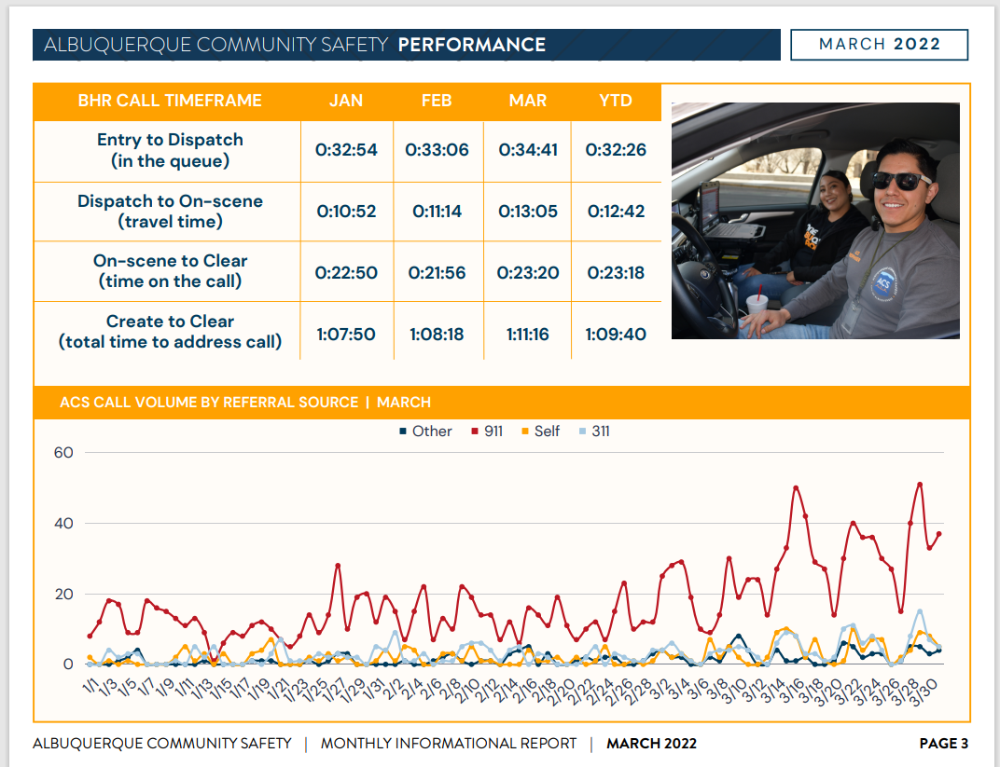 ALBUQUERQUE COMMUNITY SAFETY PERFORMANCE
MARCH 2022
BHR CALL TIMEFRAME JAN FEB MAR YTD
Entry to Dispatch
(in the queue)
0:32:54 0:33:06 0:34:41 0:32:26
Dispatch to On-scene
(travel time)
0:10:52 0:11:14 0:13:05 0:12:42
On-scene to Clear
(time on the call)
0:22:50 0:21:56 0:23:20 0:23:18
Create to Clear
(total time to address call)
1:07:50 1:08:18 1:11:16 1:09:40
ACS
ACS CALL VOLUME BY REFERRAL SOURCE | MARCH
Other 911 Self 311
60
40
20
0
1/1 1/3 1/5 1/7 1/9 1/11 1/13 1/15 1/17 1/19 1/21 1/23 1/25 1/27 1/29 1/31 2/2 2/4 2/6 2/8 2/10 2/12 2/14 2/16 2/18 2/20 2/22 2/24 2/26 2/28 3/2 3/4 3/6 3/8 3/10 3/12 3/14 3/16 3/18 3/20 3/22 3/24 3/26 3/28 3/30
ALBUQUERQUE COMMUNITY SAFETY | MONTHLY INFORMATIONAL REPORT | MARCH 2022
PAGE 3